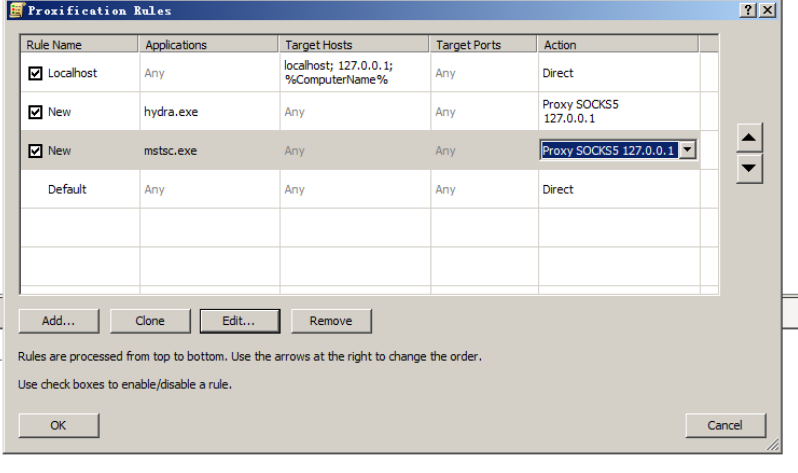 Proxification Rules
Rule Name Applications Target Hosts Target Ports Action
Localhost Any localhost; 127.0.0.1; %ComputerName% Any Direct
New hydra.exe Any Any Proxy SOCKS5 127.0.0.1
New mstsc.exe Any Any Proxy SOCKS5 127.0.0.1
Default Any Any Any Direct
Add... Clone Edit... Remove
Rules are processed from top to bottom. Use the arrows at the right to change the order.
Use check boxes to enable/disable a rule.
OK Cancel